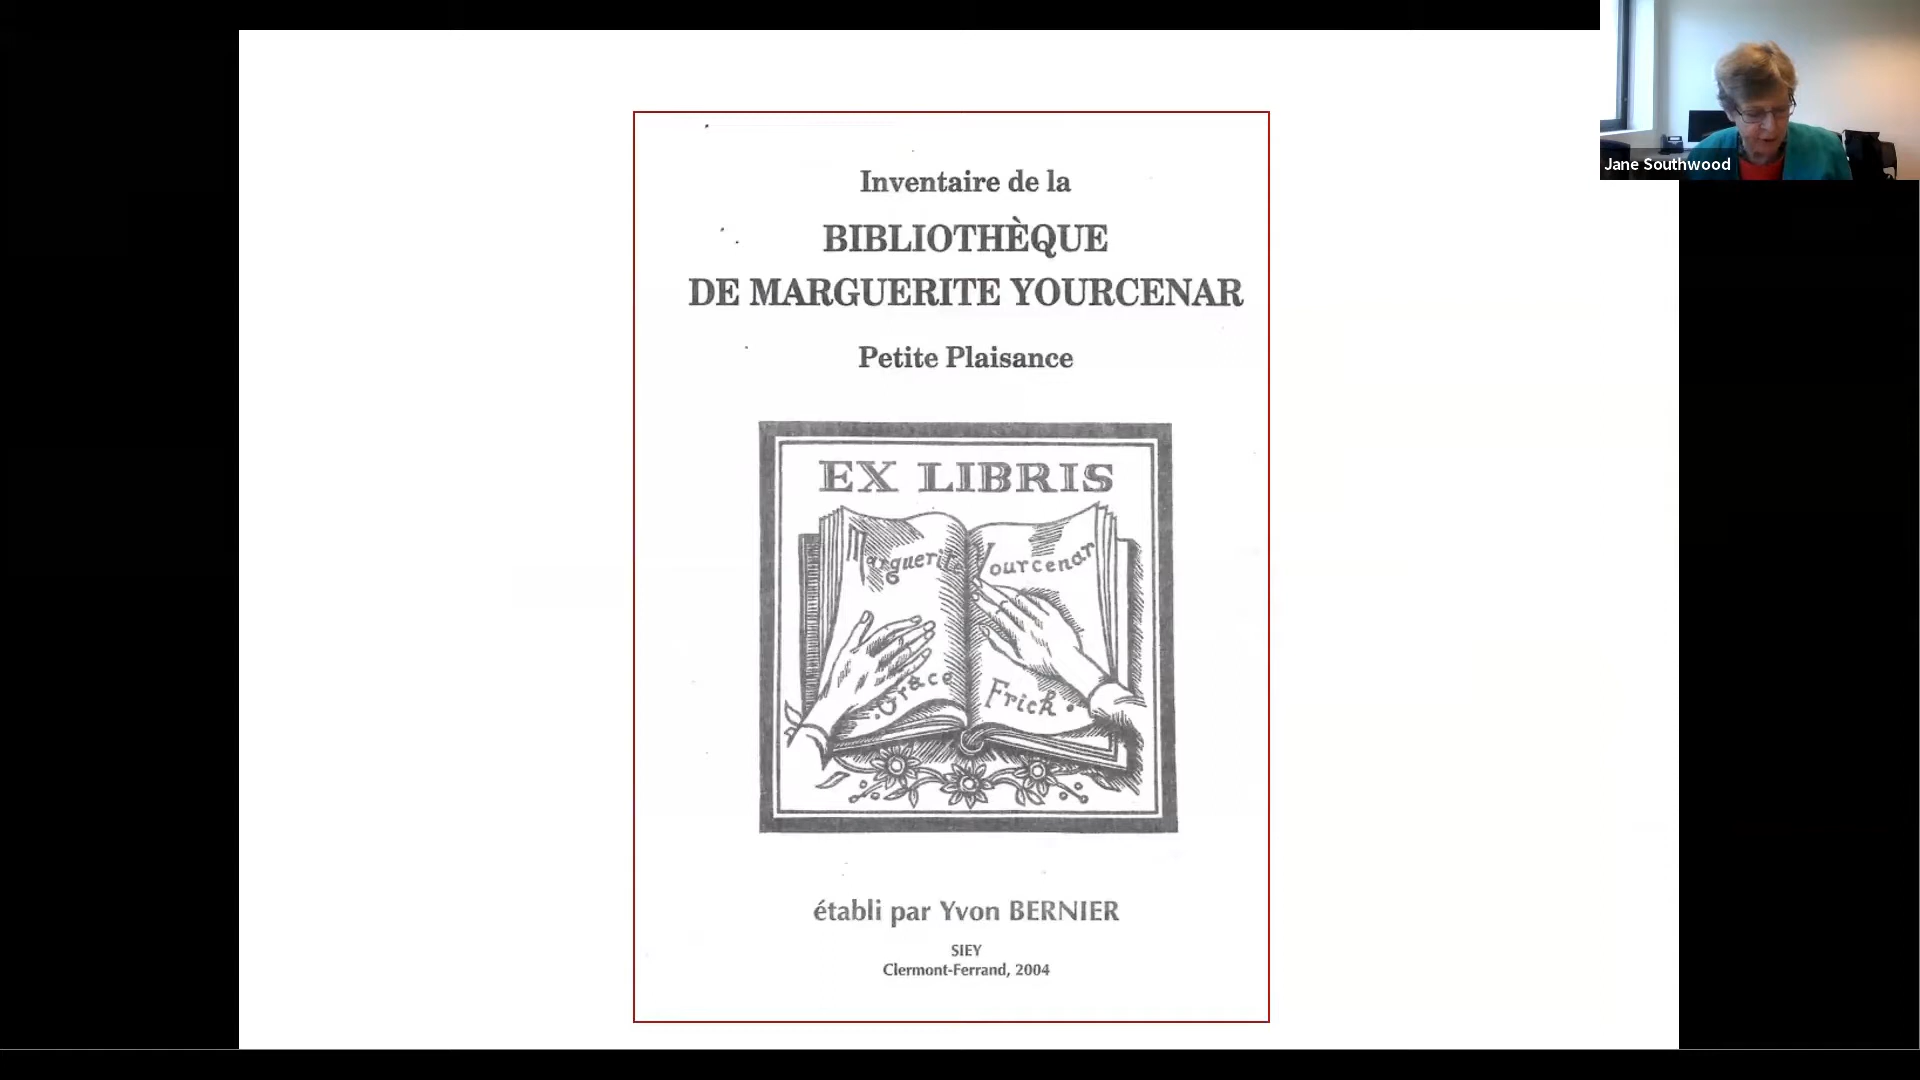 Inventaire de la
BIBLIOTHÈQUE
DE MARGUERITE YOURCENAR
Petite Plaisance
EX LIBRIS
Marguerite Yourcenar
Grace Frick
établi par Yvon BERNIER
SIEY
Clermont-Ferrand, 2004
Jane Southwood